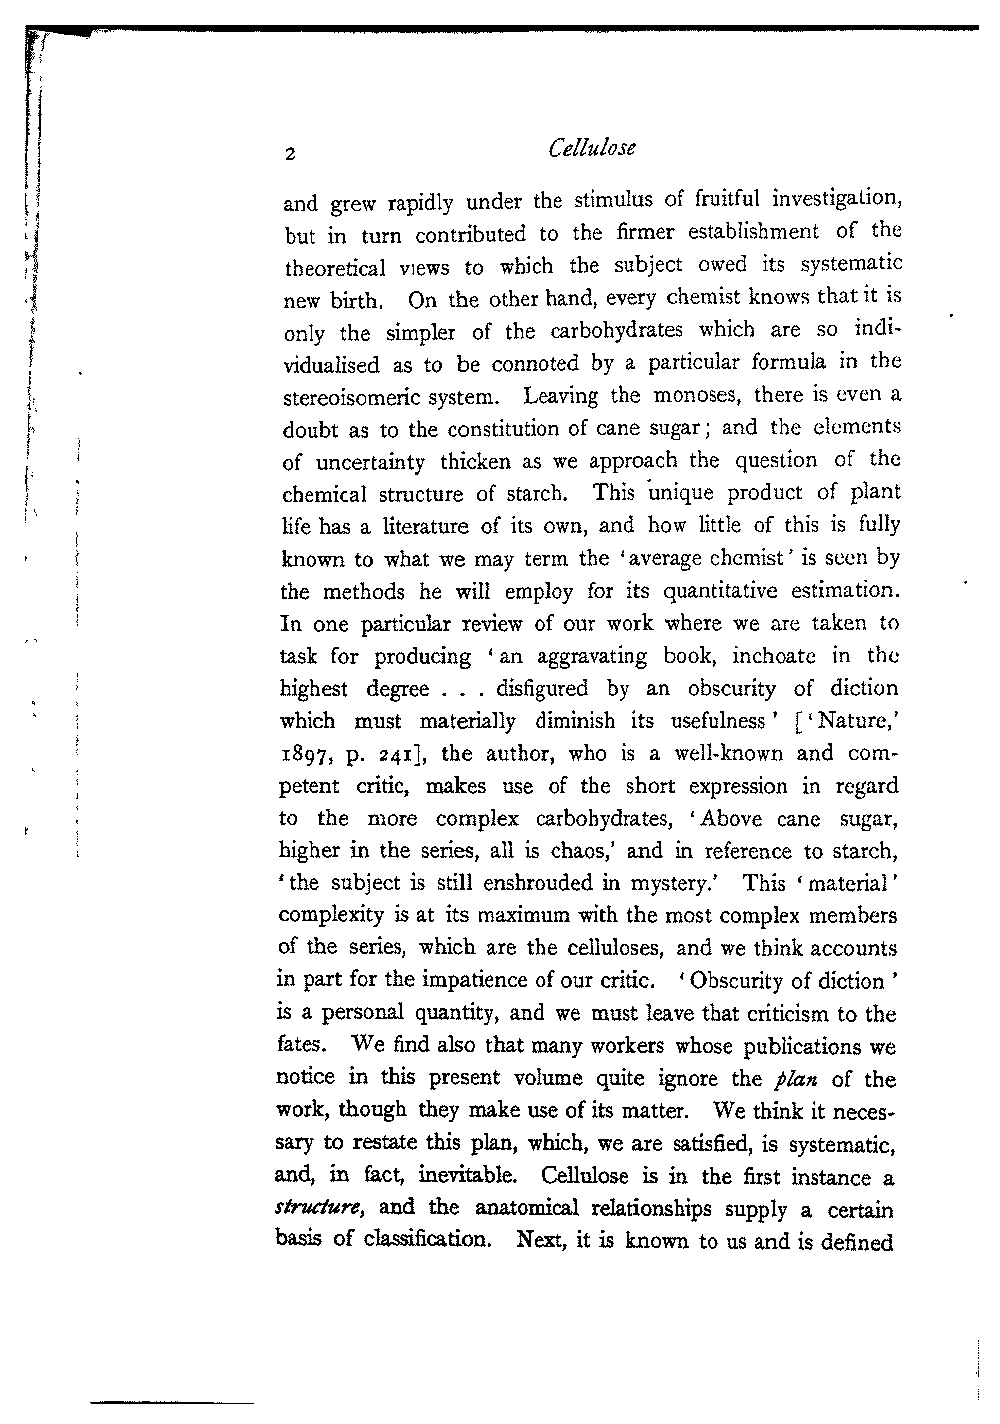 2 Cellulose
and grew rapidly under the stimulus of fruitful investigation,
but in turn contributed to the firmer establishment of the
theoretical views to which the subject owed its systematic
new birth. On the other hand, every chemist knows that it is
only the simpler of the carbohydrates which are so indi-
vidualised as to be connoted by a particular formula in the
stereoisomeric system. Leaving the monoses, there is even a
doubt as to the constitution of cane sugar; and the elements
of uncertainty thicken as we approach the question of the
chemical structure of starch. This unique product of plant
life has a literature of its own, and how little of this is fully
known to what we may term the ‘average chemist’ is seen by
the methods he will employ for its quantitative estimation.
In one particular review of our work where we are taken to
task for producing ‘an aggravating book, inchoate in the
highest degree . . . disfigured by an obscurity of diction
which must materially diminish its usefulness’ [‘Nature,’
1897, p. 241], the author, who is a well-known and com-
petent critic, makes use of the short expression in regard
to the more complex carbohydrates, ‘Above cane sugar,
higher in the series, all is chaos,’ and in reference to starch,
‘the subject is still enshrouded in mystery.’ This ‘material’
complexity is at its maximum with the most complex members
of the series, which are the celluloses, and we think accounts
in part for the impatience of our critic. ‘Obscurity of diction’
is a personal quantity, and we must leave that criticism to the
fates. We find also that many workers whose publications we
notice in this present volume quite ignore the plan of the
work, though they make use of its matter. We think it neces-
sary to restate this plan, which, we are satisfied, is systematic,
and, in fact, inevitable. Cellulose is in the first instance a
structure, and the anatomical relationships supply a certain
basis of classification. Next, it is known to us and is defined